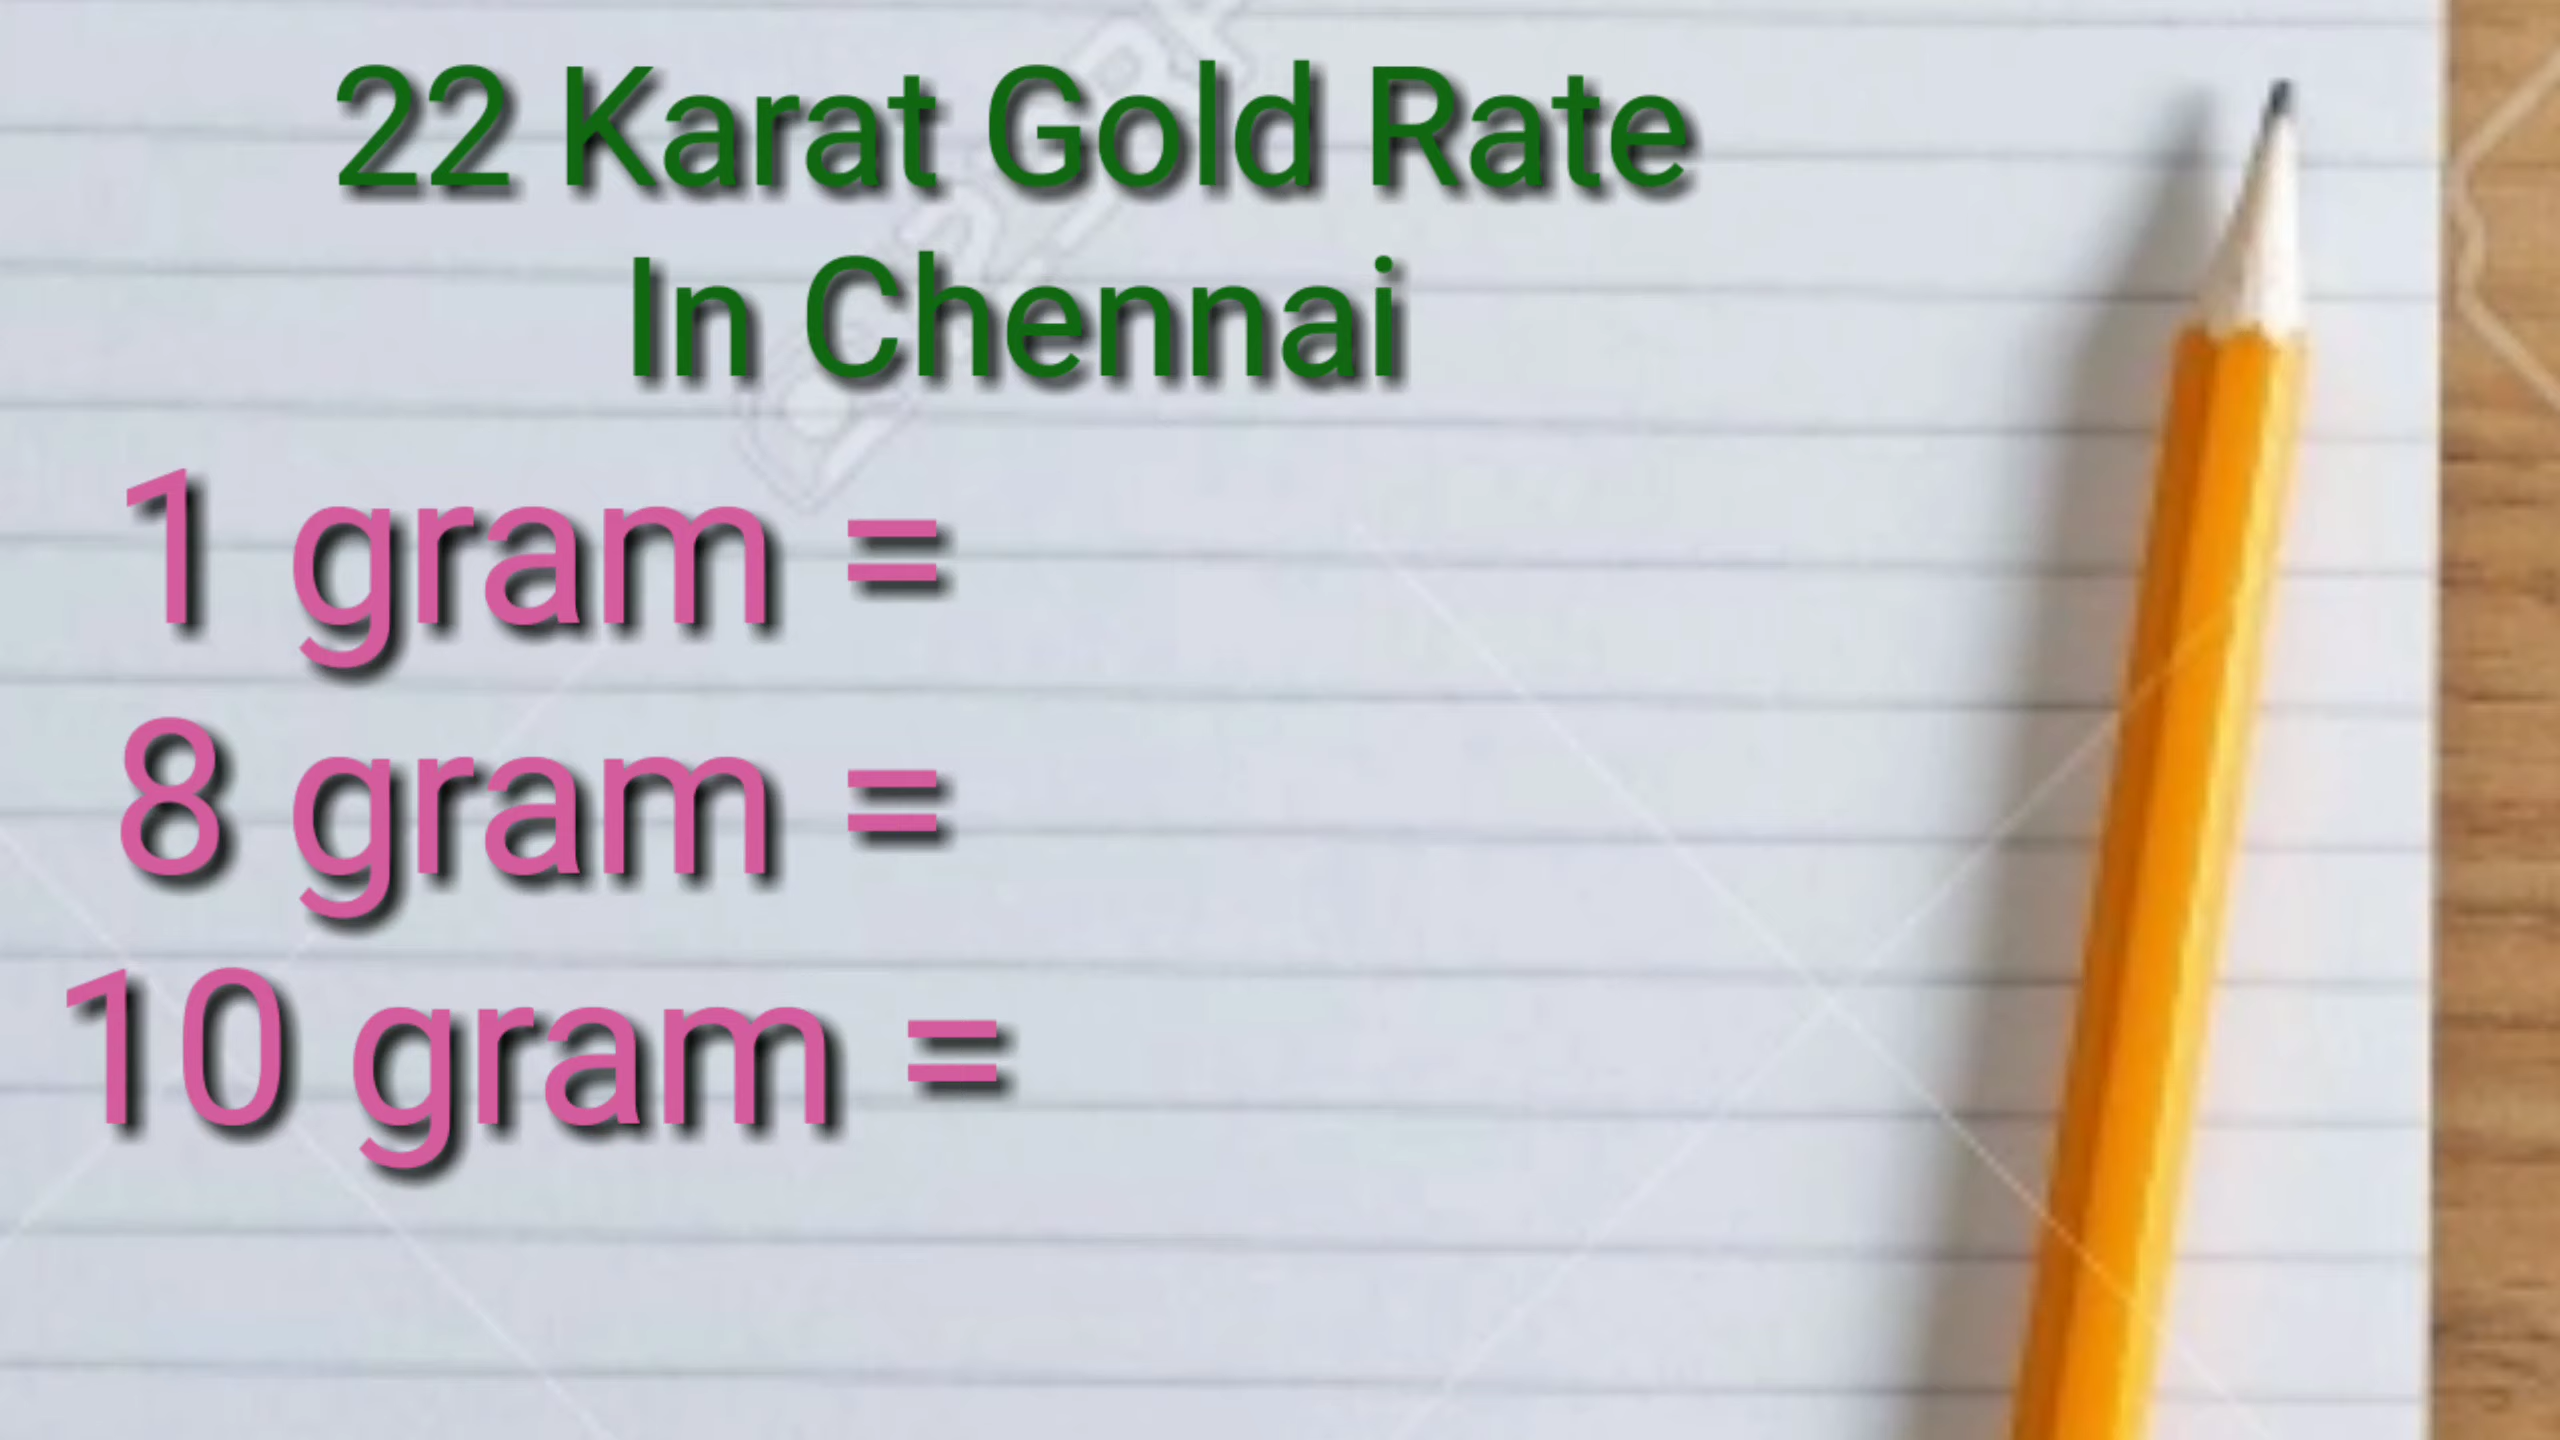 22 Karat Gold Rate
In Chennai
1 gram =
8 gram =
10 gram =